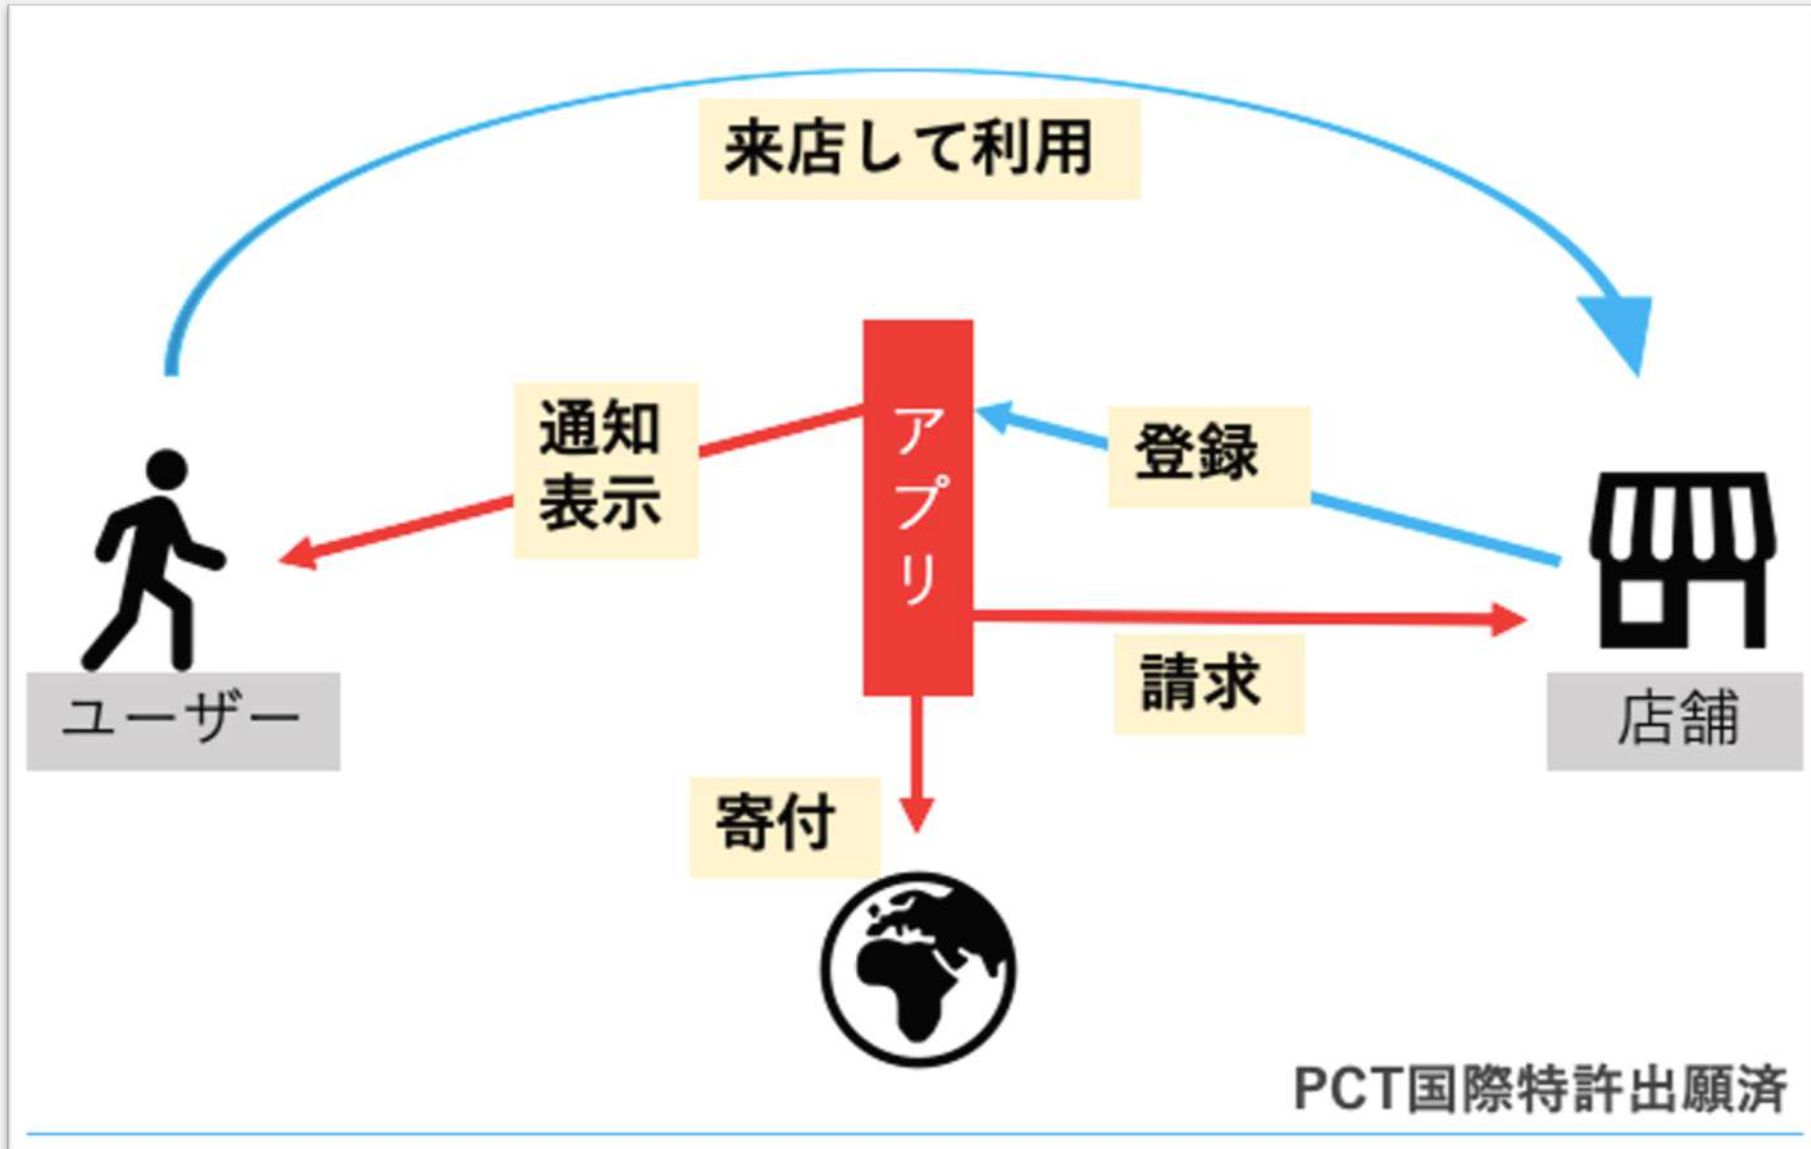 来店して利用
通知
表示
アプリ
登録
請求
ユーザー
店舗
寄付
PCT国際特許出願済